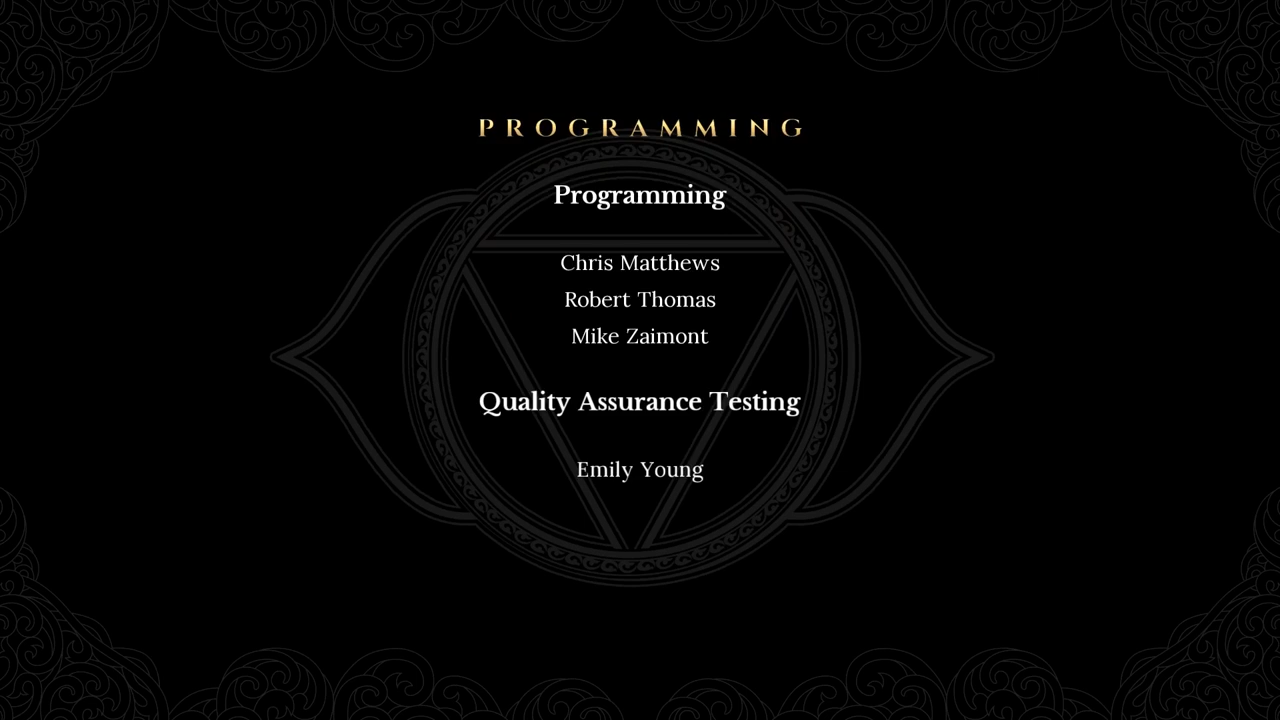 PROGRAMMING
Programming
Chris Matthews
Robert Thomas
Mike Zaimont
Quality Assurance Testing
Emily Young